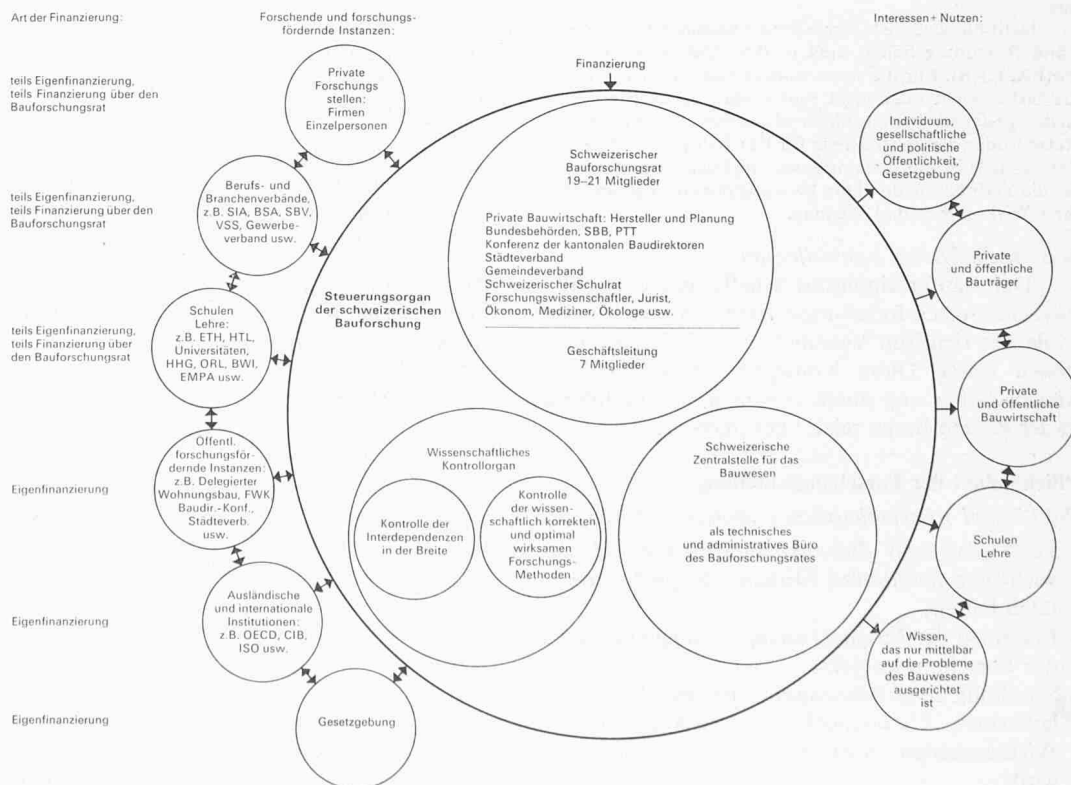 Art der Finanzierung:
Forschende und forschungs-
fördernde Instanzen:
Interessen + Nutzen:
teils Eigenfinanzierung,
teils Finanzierung über den
Bauforschungsrat
Private
Forschungs
stellen:
Firmen
Einzelpersonen
Finanzierung
Individuum,
gesellschaftliche
und politische
Öffentlichkeit,
Gesetzgebung
teils Eigenfinanzierung,
teils Finanzierung über den
Bauforschungsrat
Berufs- und
Branchenverbände,
z.B. SIA, BSA, SBV,
VSS, Gewerbe-
verband usw.
Schweizerischer
Bauforschungsrat
19–21 Mitglieder
Private Bauwirtschaft: Hersteller und Planung
Bundesbehörden, SBB, PTT
Konferenz der kantonalen Baudirektoren
Städteverband
Gemeindeverband
Schweizerischer Schulrat
Forschungswissenschaftler, Jurist,
Ökonom, Mediziner, Ökologe usw.
Geschäftsleitung
7 Mitglieder
Private
und öffentliche
Bauträger
Steuerungsorgan
der schweizerischen
Bauforschung
teils Eigenfinanzierung,
teils Finanzierung über
den Bauforschungsrat
Schulen
Lehre:
z.B. ETH, HTL,
Universitäten,
HHG, ORL, BWI,
EMPA usw.
Private
und öffentliche
Bauwirtschaft
Eigenfinanzierung
Öffentl.
forschungsför-
dernde Instanzen:
z.B. Delegierter
Wohnungsbau, FWK
Baudir.-Konf.,
Städteverb.
usw.
Wissenschaftliches
Kontrollorgan
Kontrolle der
Interdependenzen
in der Breite
Kontrolle
der wissen-
schaftlich korrekten
und optimal
wirksamen
Forschungs-
Methoden
Schweizerische
Zentralstelle für das
Bauwesen
als technisches
und administratives Büro
des Bauforschungsrates
Schulen
Lehre
Eigenfinanzierung
Ausländische
und internationale
Institutionen:
z.B. OECD, CIB,
ISO usw.
Wissen,
das nur mittelbar
auf die Probleme
des Bauwesens
ausgerichtet
ist
Eigenfinanzierung
Gesetzgebung